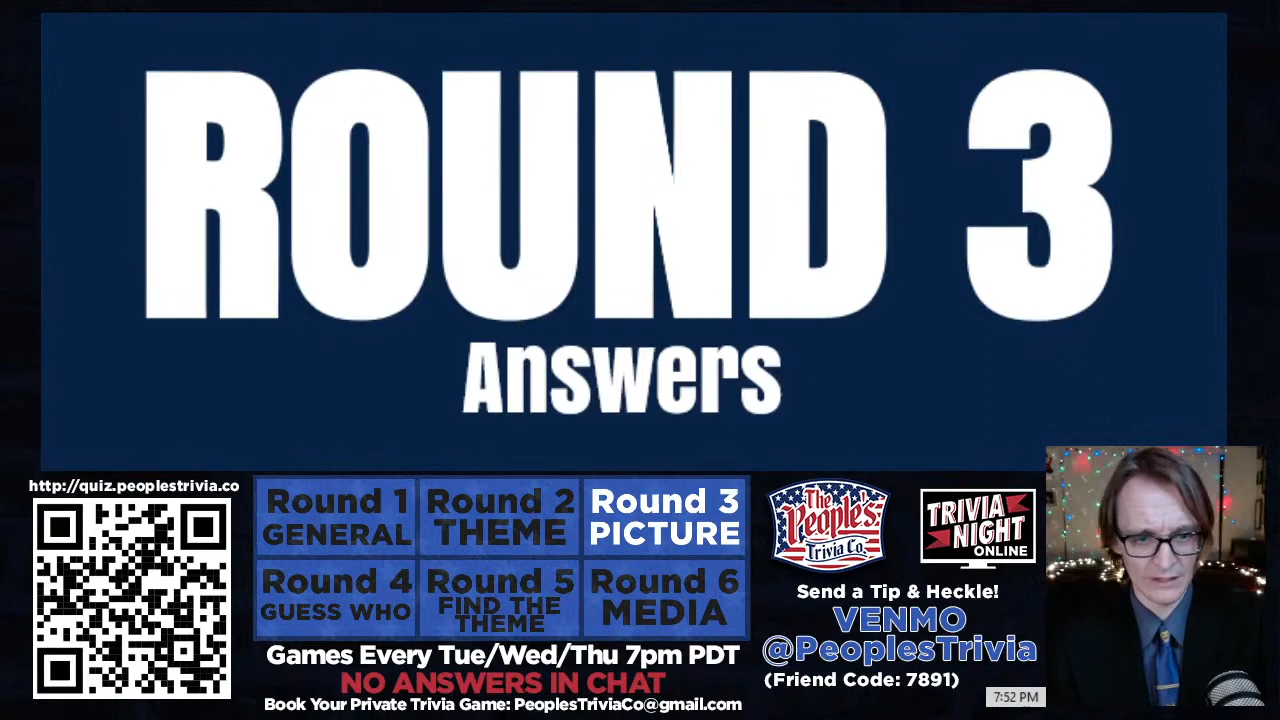 ROUND 3
Answers
http://quiz.peoplestrivia.co
Round 1
GENERAL
Round 2
THEME
Round 3
PICTURE
Round 4
GUESS WHO
Round 5
FIND THE
THEME
Round 6
MEDIA
Games Every Tue/Wed/Thu 7pm PDT
NO ANSWERS IN CHAT
Book Your Private Trivia Game: PeoplesTriviaCo@gmail.com
The
People's
Trivia Co.
TRIVIA
NIGHT
ONLINE
Send a Tip & Heckle!
VENMO
@PeoplesTrivia
(Friend Code: 7891)
7:52 PM